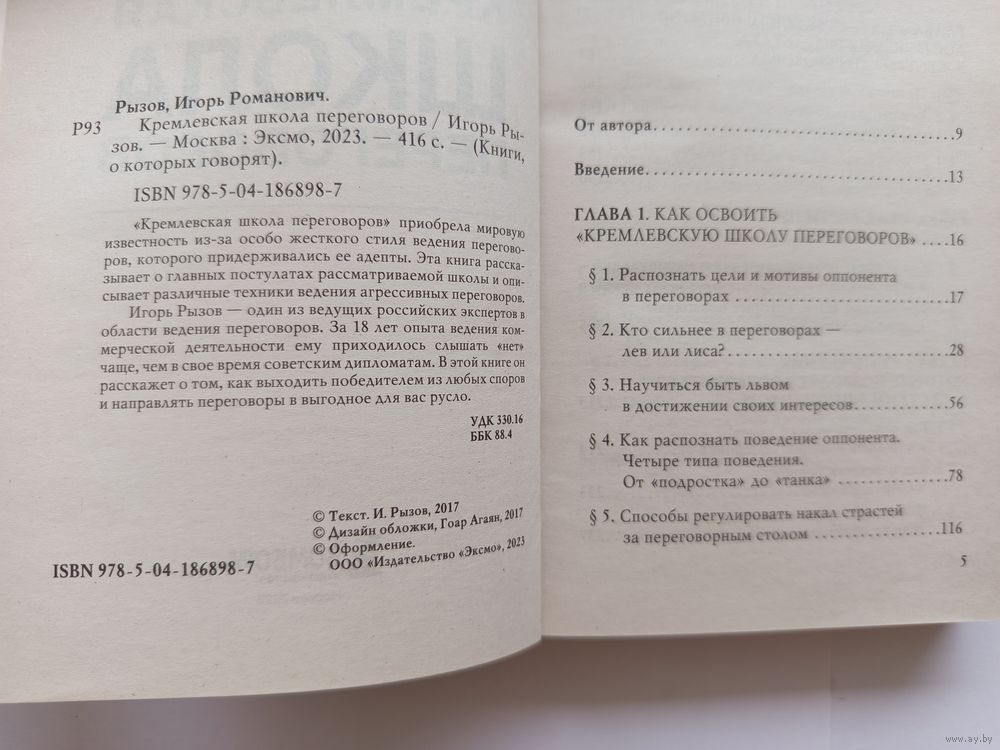 Рызов, Игорь Романович.
Р93 Кремлевская школа переговоров / Игорь Ры-
зов. — Москва : Эксмо, 2023. — 416 с. — (Книги,
о которых говорят).
ISBN 978-5-04-186898-7
«Кремлевская школа переговоров» приобрела мировую
известность из-за особо жесткого стиля ведения перегово-
ров, которого придерживались ее адепты. Эта книга расска-
зывает о главных постулатах рассматриваемой школы и опи-
сывает различные техники ведения агрессивных переговоров.
Игорь Рызов — один из ведущих российских экспертов в
области ведения переговоров. За 18 лет опыта ведения ком-
мерческой деятельности ему приходилось слышать «нет»
чаще, чем в свое время советским дипломатам. В этой книге он
расскажет о том, как выходить победителем из любых споров
и направлять переговоры в выгодное для вас русло.
УДК 330.16
ББК 88.4
© Текст. И. Рызов, 2017
© Дизайн обложки, Гоар Агаян, 2017
© Оформление.
ООО «Издательство «Эксмо», 2023
ISBN 978-5-04-186898-7
От автора. . . . . . . . . . . . . . . . . . . . . . . . . . . . . .9
Введение. . . . . . . . . . . . . . . . . . . . . . . . . . . . . .13
ГЛАВА 1. КАК ОСВОИТЬ
«КРЕМЛЕВСКУЮ ШКОЛУ ПЕРЕГОВОРОВ» . . . .16
§ 1. Распознать цели и мотивы оппонента
в переговорах . . . . . . . . . . . . . . . . . . . . . . .17
§ 2. Кто сильнее в переговорах —
лев или лиса? . . . . . . . . . . . . . . . . . . . . . . . .28
§ 3. Научиться быть львом
в достижении своих интересов. . . . . . . . . . . .56
§ 4. Как распознать поведение оппонента.
Четыре типа поведения.
От «подростка» до «танка» . . . . . . . . . . . . . .78
§ 5. Способы регулировать накал страстей
за переговорным столом . . . . . . . . . . . . . . .116
5
www.ay.by